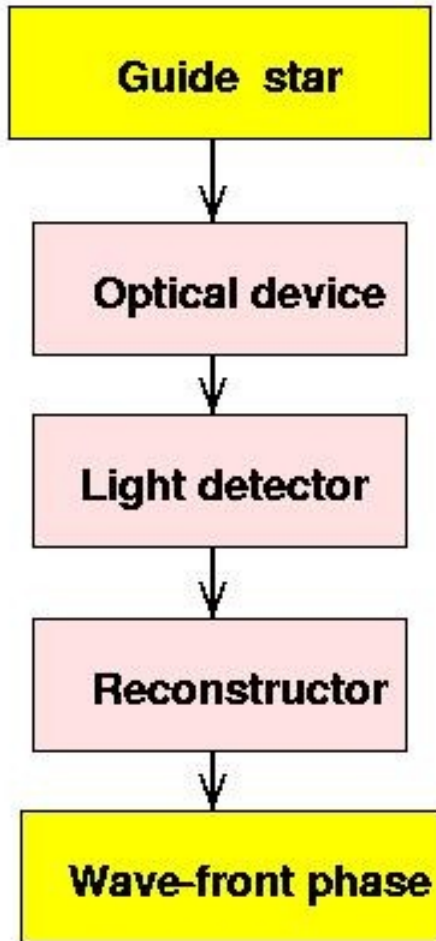 Guide star
Optical device
Light detector
Reconstructor
Wave-front phase